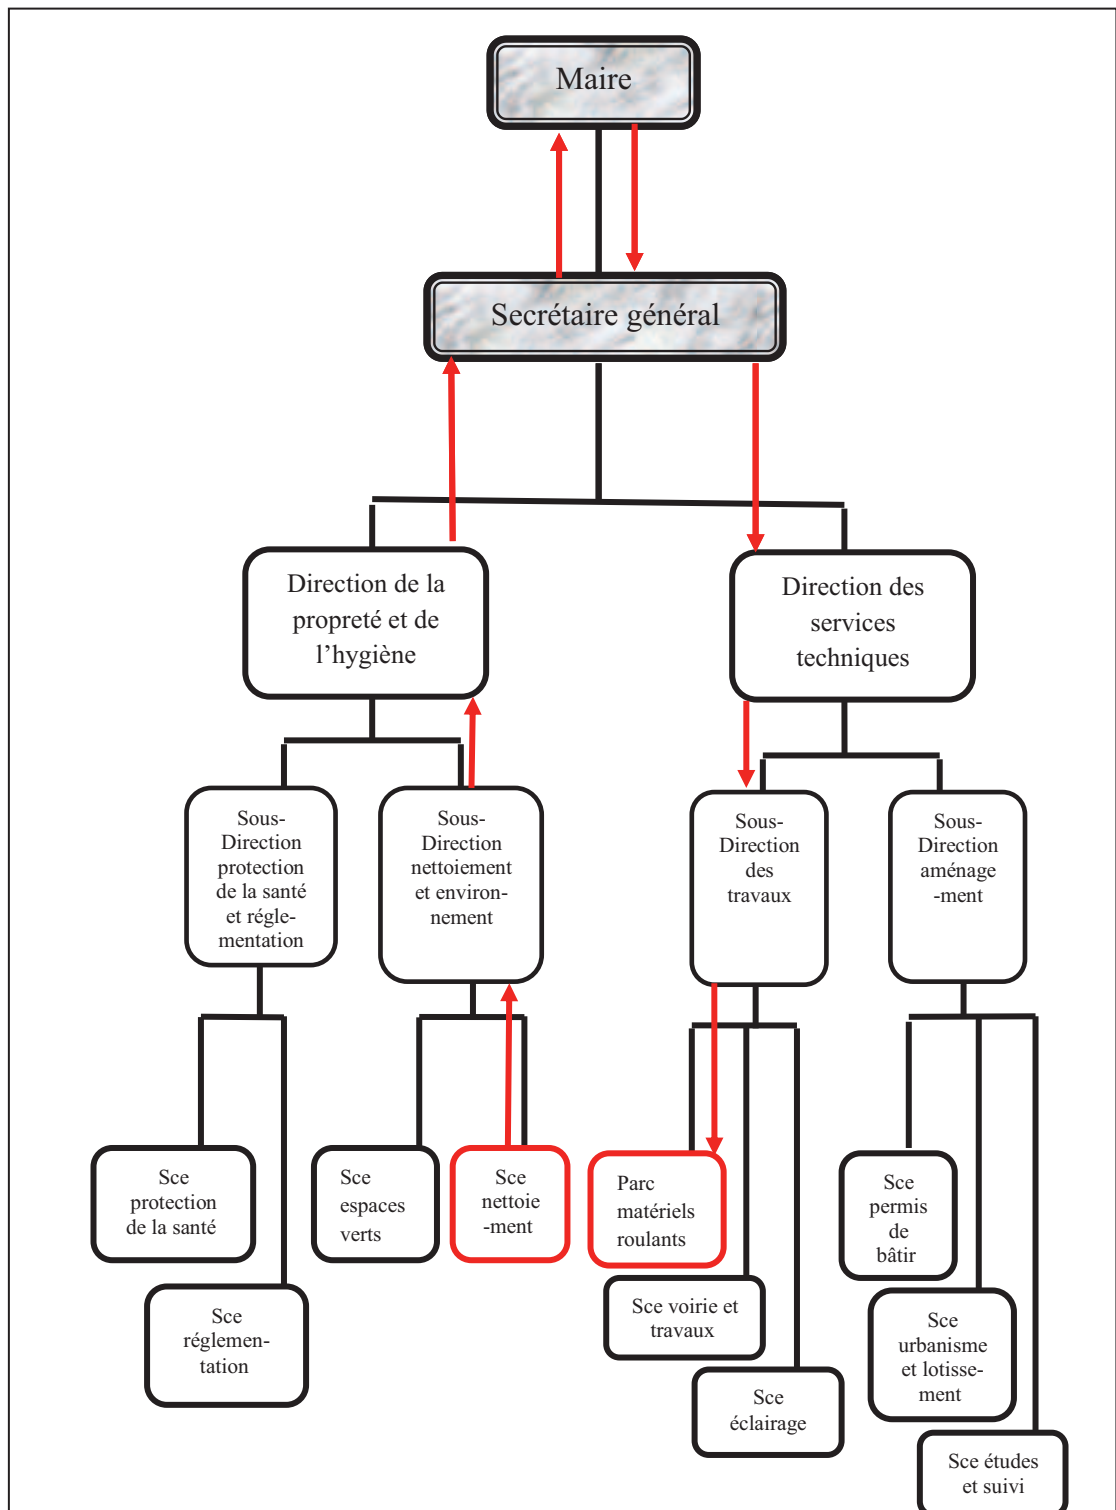 Maire
Secrétaire général
Direction de la
propreté et de
l’hygiène
Direction des
services
techniques
Sous-
Direction
protection
de la santé
et régle-
mentation
Sous-
Direction
nettoiement
et environ-
nement
Sous-
Direction
des
travaux
Sous-
Direction
aménage
-ment
Sce
protection
de la santé
Sce
espaces
verts
Sce
nettoie
-ment
Parc
matériels
roulants
Sce
permis
de
bâtir
Sce
réglemen-
tation
Sce voirie et
travaux
Sce
urbanisme
et lotisse-
ment
Sce
éclairage
Sce études
et suivi